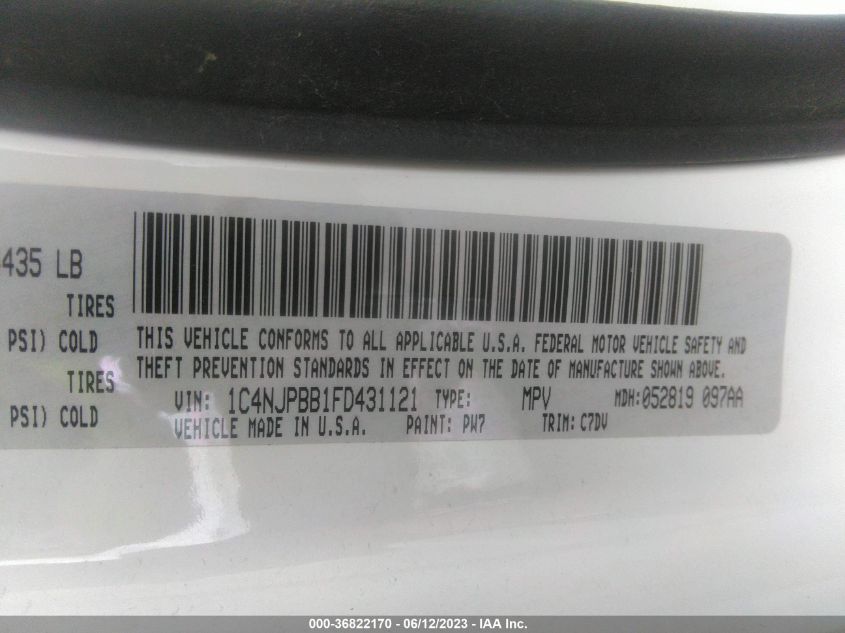 435 LB
TIRES
PSI) COLD
TIRES
PSI) COLD
THIS VEHICLE CONFORMS TO ALL APPLICABLE U.S.A. FEDERAL MOTOR VEHICLE SAFETY AND
THEFT PREVENTION STANDARDS IN EFFECT ON THE DATE OF MANUFACTURE SHOWN ABOVE.
VIN: 1C4NJPBB1FD431121 TYPE: MPV MDH: 052819 097AA
VEHICLE MADE IN U.S.A. PAINT: PW7 TRIM: C7DV
000-36822170 - 06/12/2023 - IAA Inc.